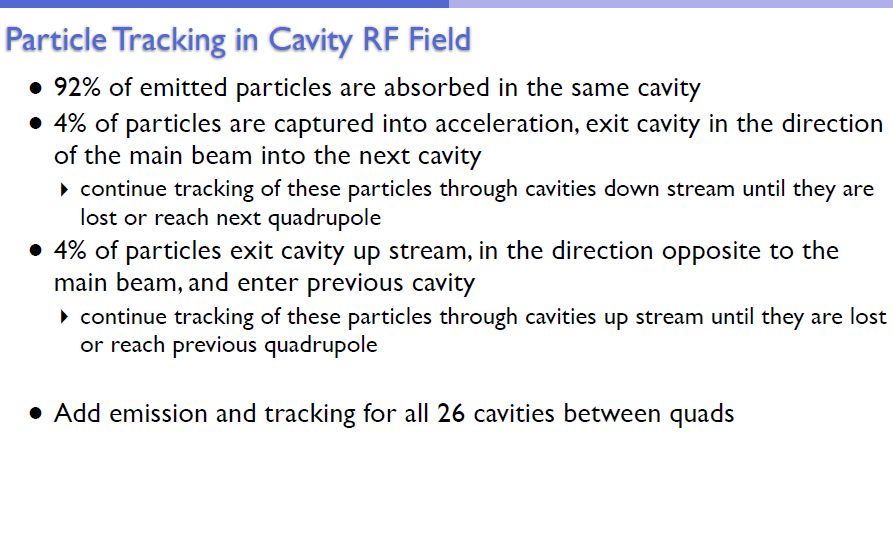 Particle Tracking in Cavity RF Field
● 92% of emitted particles are absorbed in the same cavity
● 4% of particles are captured into acceleration, exit cavity in the direction
of the main beam into the next cavity
‣ continue tracking of these particles through cavities down stream until they are
lost or reach next quadrupole
● 4% of particles exit cavity up stream, in the direction opposite to the
main beam, and enter previous cavity
‣ continue tracking of these particles through cavities up stream until they are lost
or reach previous quadrupole
● Add emission and tracking for all 26 cavities between quads